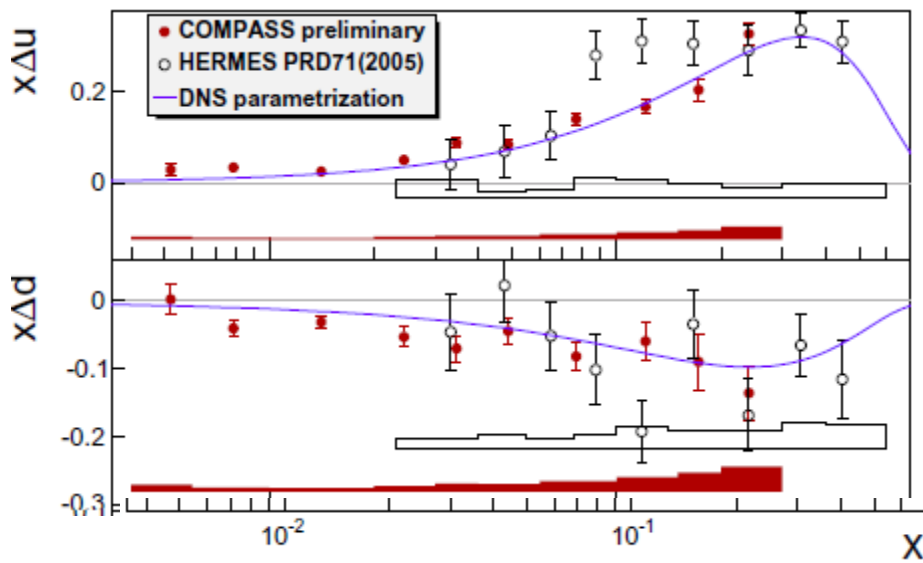 xΔu
COMPASS preliminary
HERMES PRD71(2005)
DNS parametrization
0.2
0
xΔd
0
-0.1
-0.2
-0.3
10⁻²
10⁻¹
X